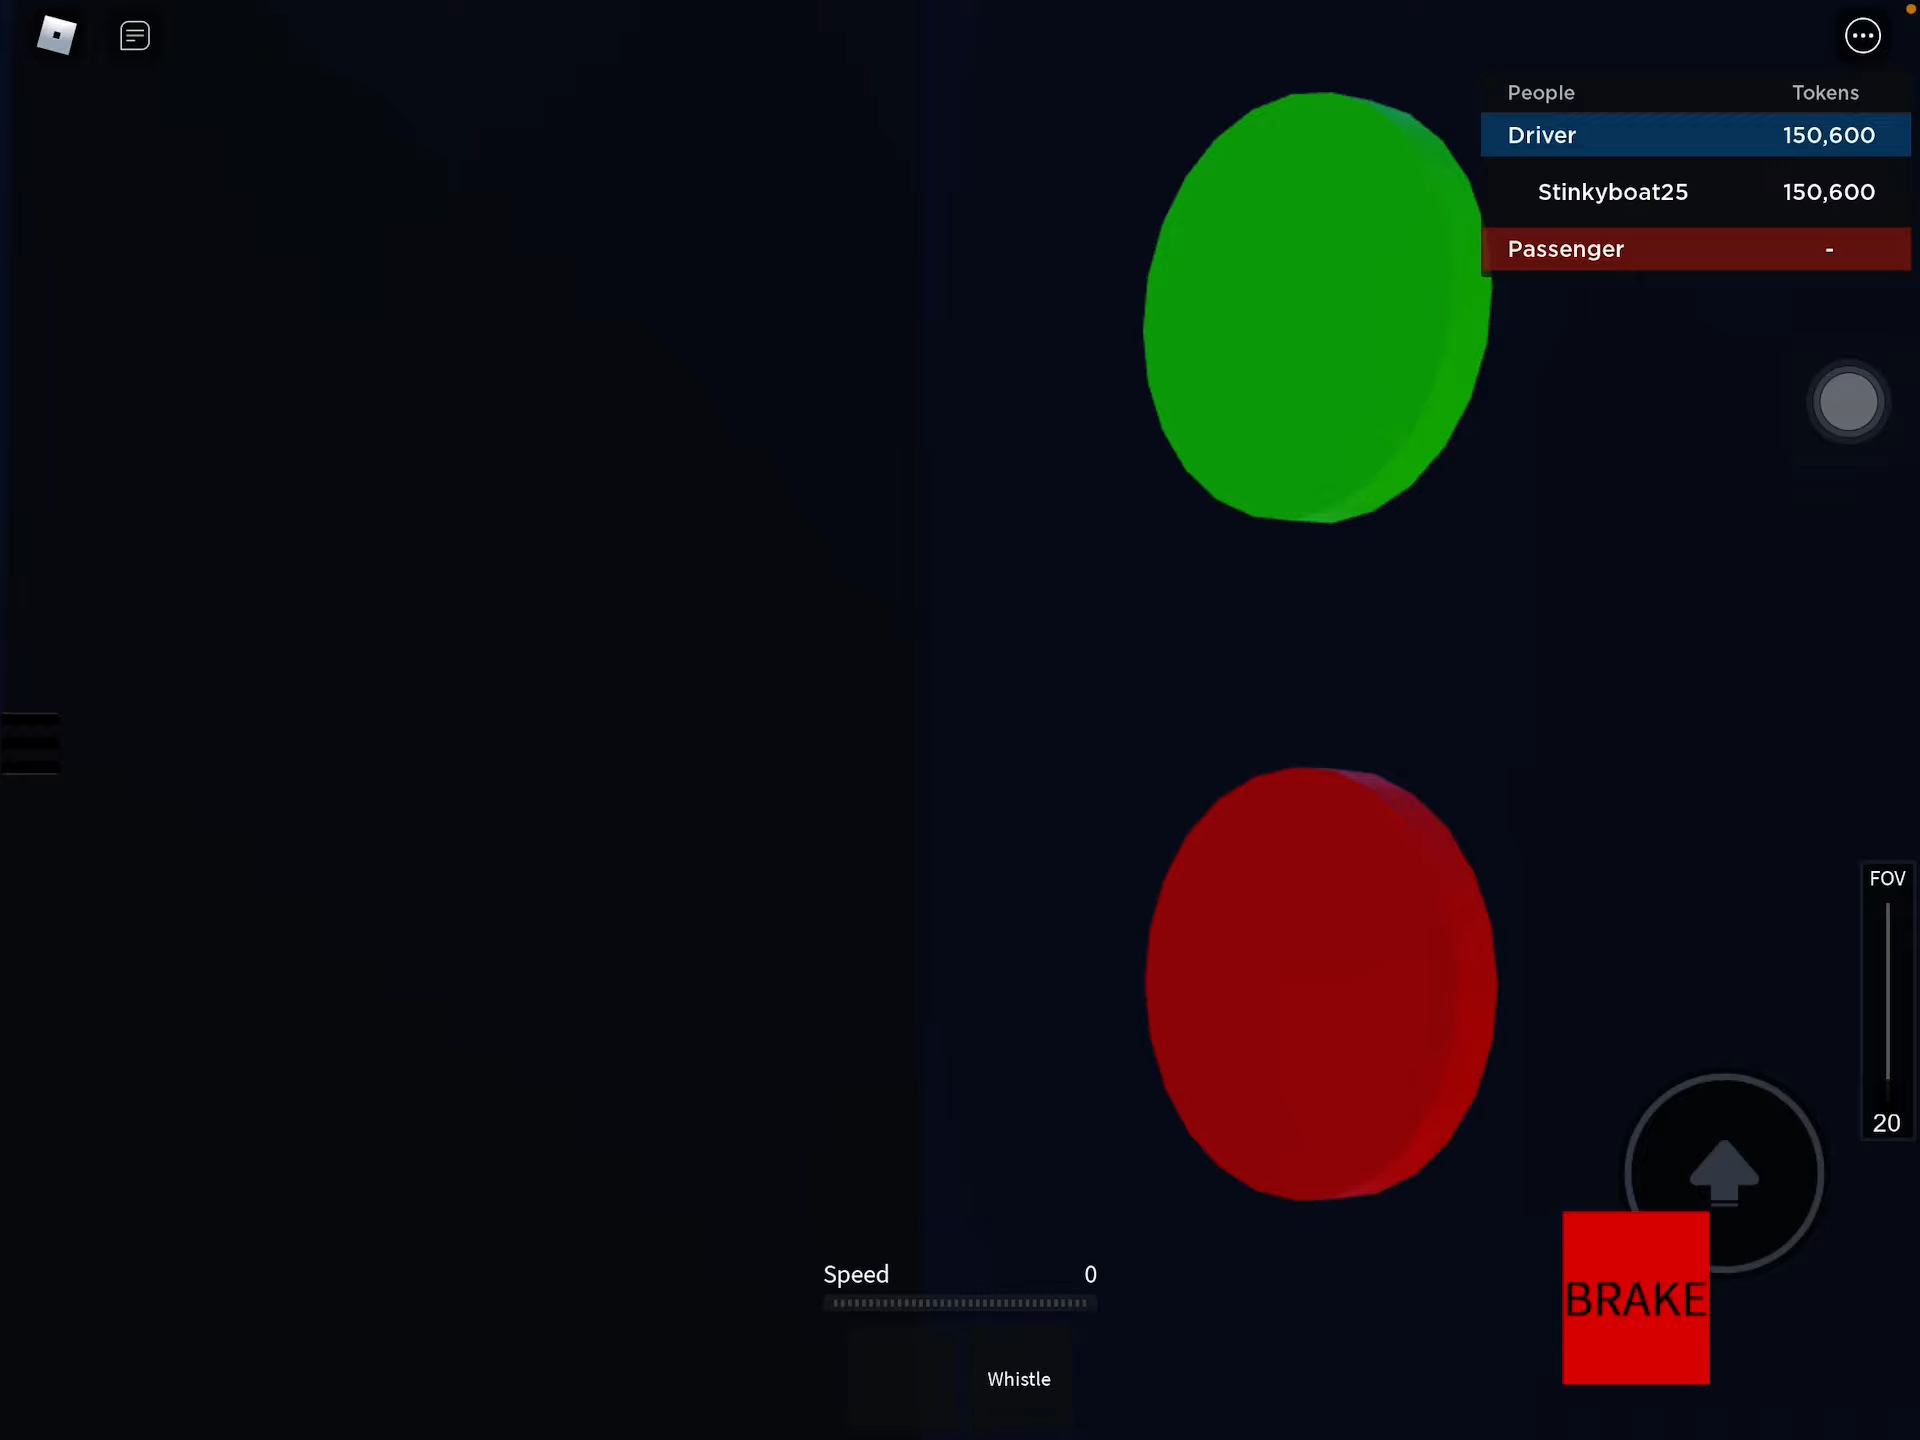 People Tokens
Driver 150,600
Stinkyboat25 150,600
Passenger -
FOV
20
Speed 0
BRAKE
Whistle